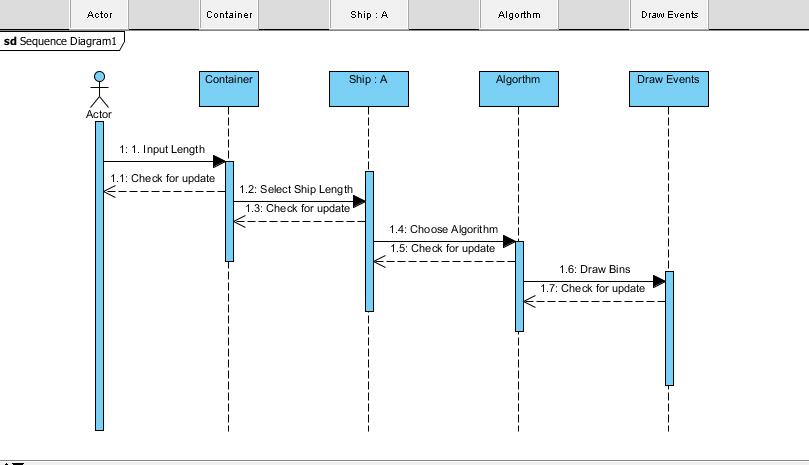 Actor Container Ship : A Algorthm Draw Events
sd Sequence Diagram1
Container Ship : A Algorthm Draw Events
Actor
1: 1. Input Length
1.1: Check for update
1.2: Select Ship Length
1.3: Check for update
1.4: Choose Algorithm
1.5: Check for update
1.6: Draw Bins
1.7: Check for update